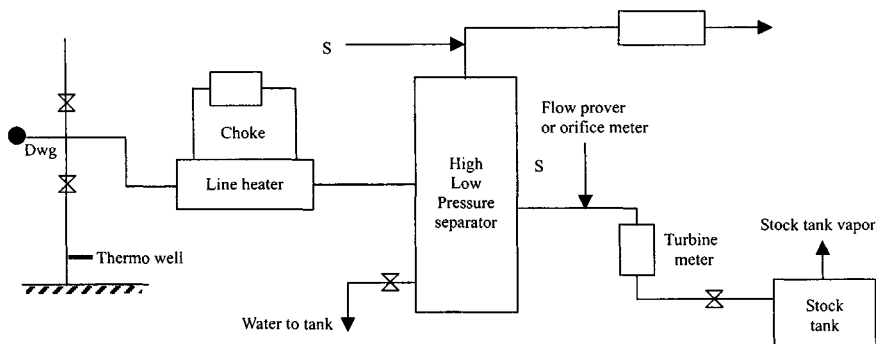 S
Dwg
Choke
Line heater
Thermo well
High
Low
Pressure
separator
Water to tank
Flow prover
or orifice meter
S
Turbine
meter
Stock tank vapor
Stock
tank